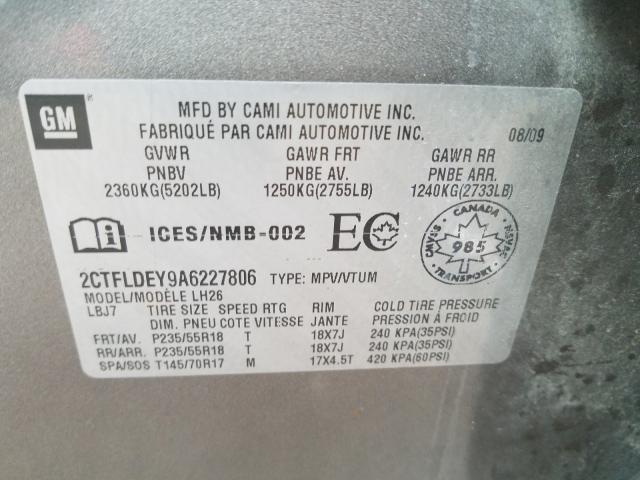 GM
MFD BY CAMI AUTOMOTIVE INC.
FABRIQUÉ PAR CAMI AUTOMOTIVE INC. 08/09
GVWR GAWR FRT GAWR RR
PNBV PNBE AV. PNBE ARR.
2360KG(5202LB) 1250KG(2755LB) 1240KG(2733LB)
i ICES/NMB-002 EC
CANADA
CMVSS 985 NSVAC
TRANSPORT
2CTFLDEY9A6227806 TYPE: MPV/VTUM
MODEL/MODÈLE LH26
LBJ7 TIRE SIZE SPEED RTG RIM COLD TIRE PRESSURE
DIM. PNEU COTE VITESSE JANTE PRESSION À FROID
FRT/AV. P235/55R18 T 18X7J 240 KPA(35PSI)
RR/ARR. P235/55R18 T 18X7J 240 KPA(35PSI)
SPA/SOS T145/70R17 M 17X4.5T 420 KPA(60PSI)